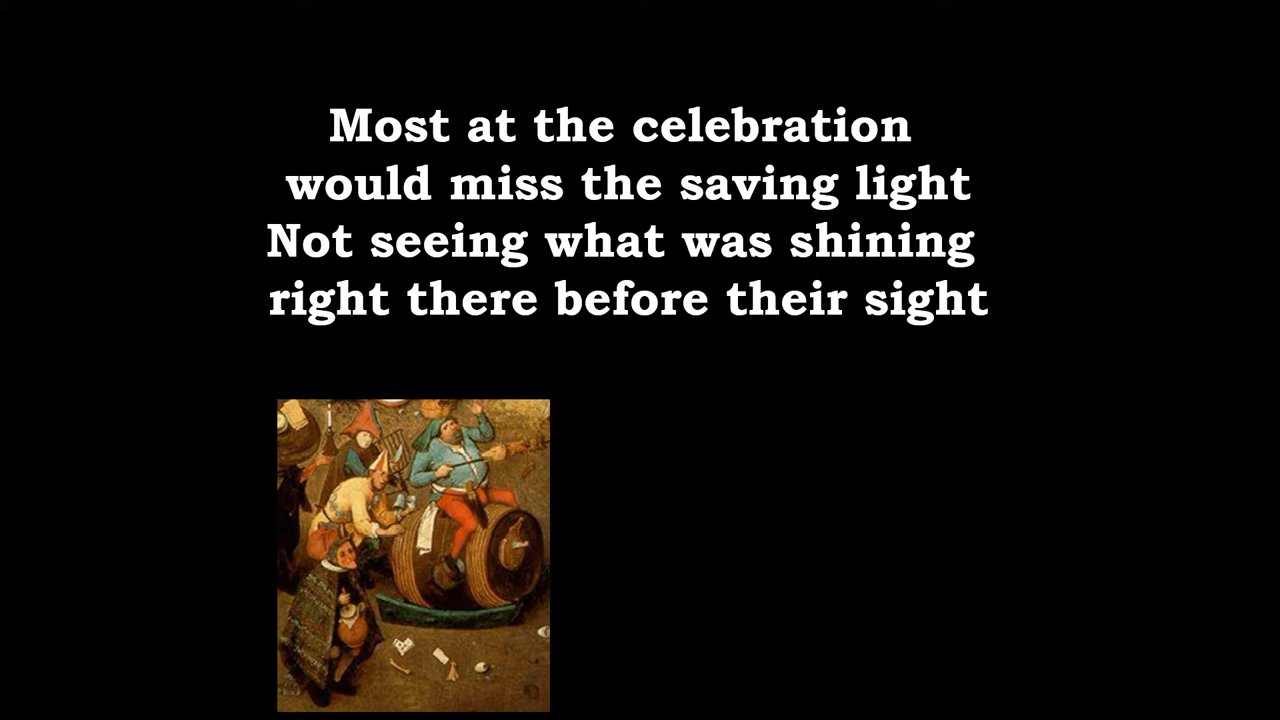 Most at the celebration
would miss the saving light
Not seeing what was shining
right there before their sight